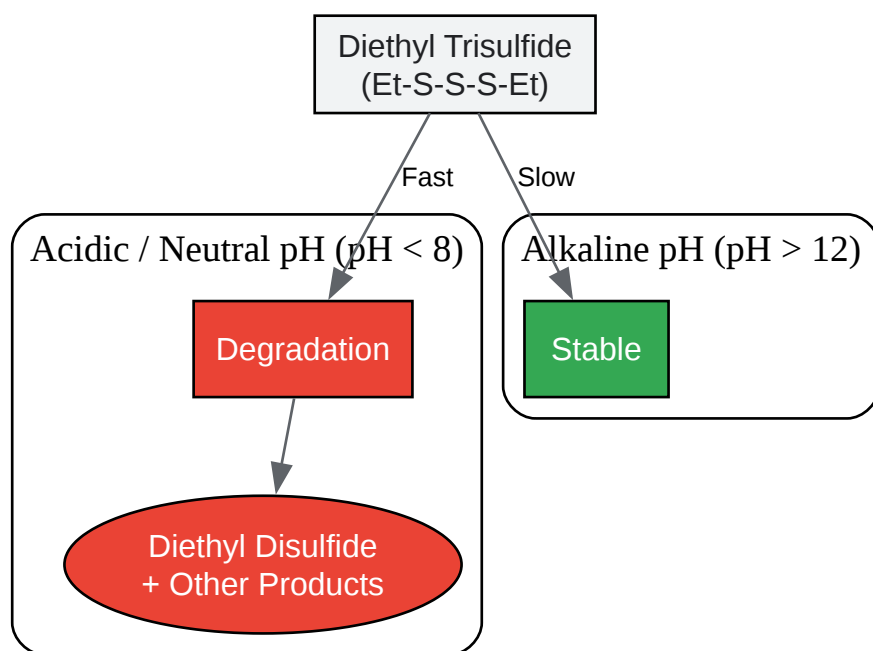 Diethyl Trisulfide
(Et-S-S-S-Et)
Fast
Slow
Acidic / Neutral pH (pH < 8)
Alkaline pH (pH > 12)
Degradation
Stable
Diethyl Disulfide
+ Other Products